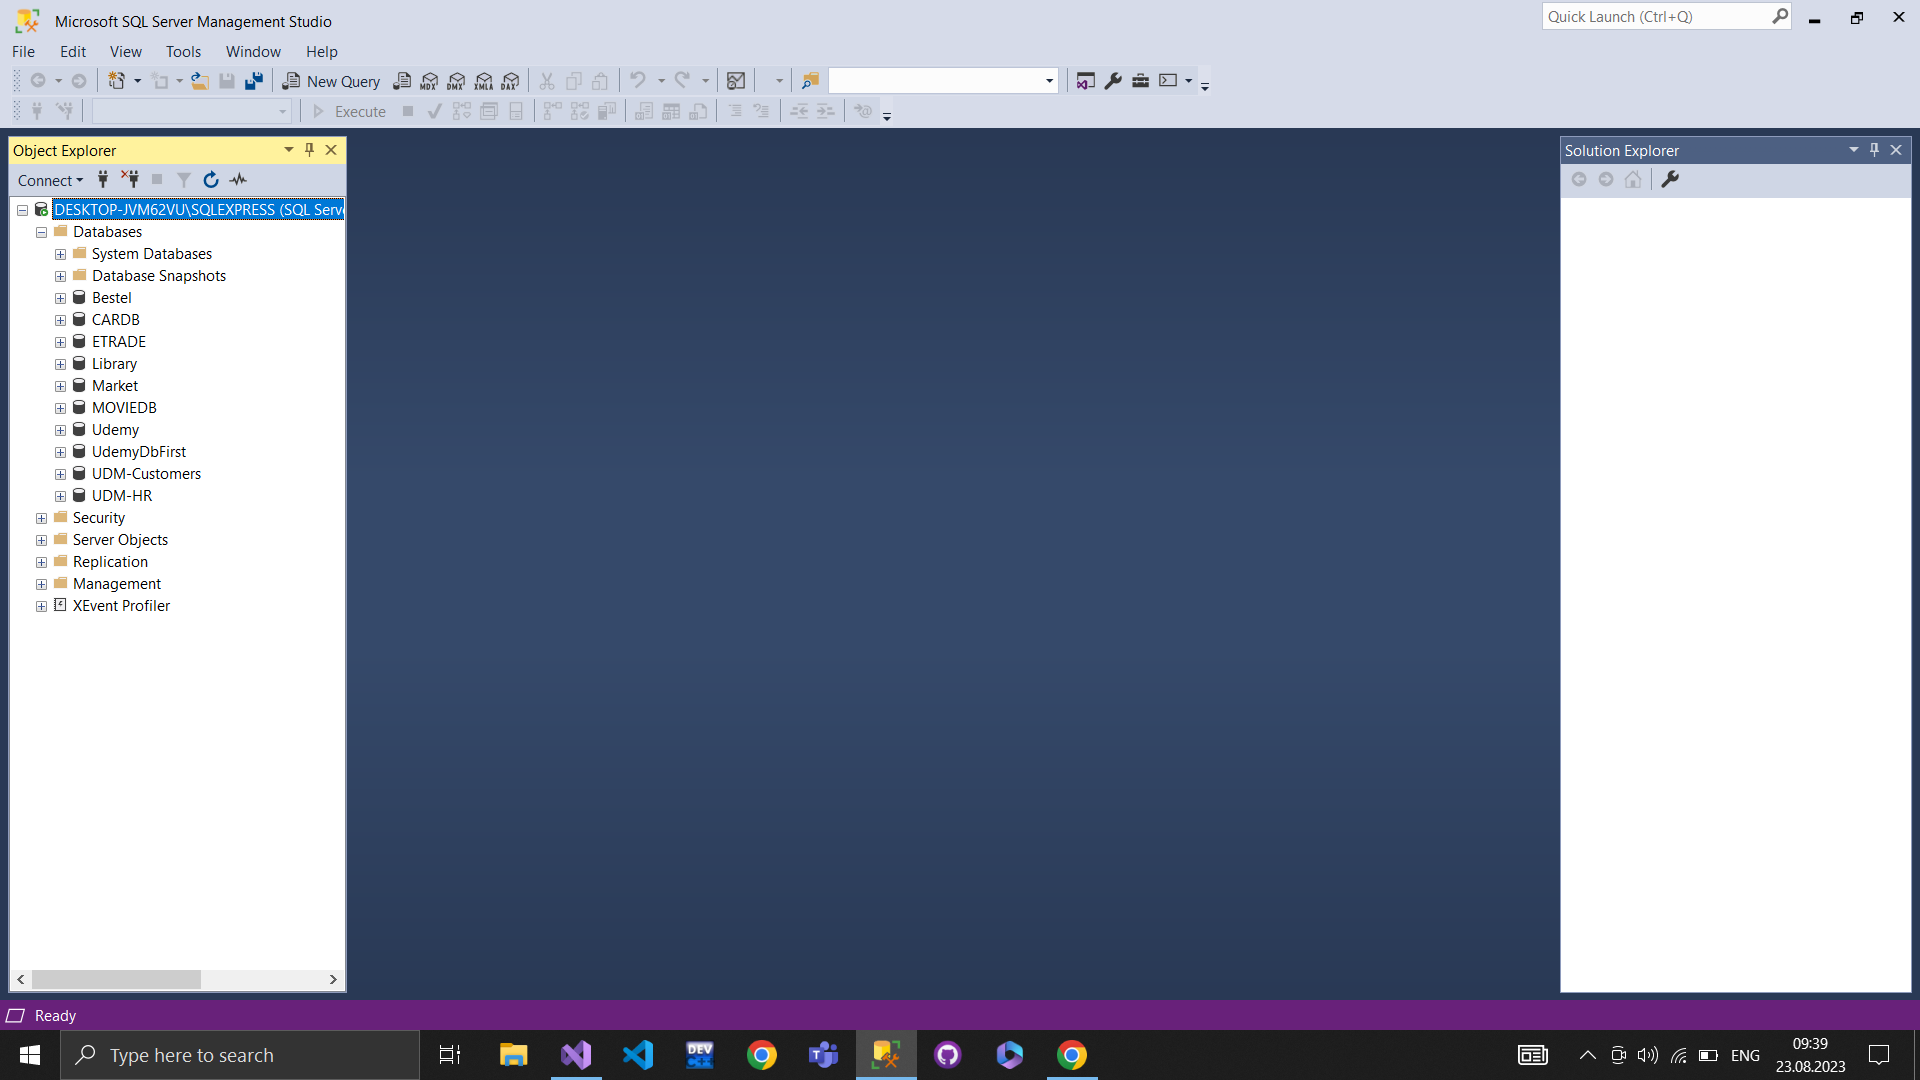 Microsoft SQL Server Management Studio
Quick Launch (Ctrl+Q)
File Edit View Tools Window Help
New Query MDX DMX XMLA DAX
Execute
Object Explorer
Connect
DESKTOP-JVM62VU\SQLEXPRESS (SQL Serve
Databases
System Databases
Database Snapshots
Bestel
CARDB
ETRADE
Library
Market
MOVIEDB
Udemy
UdemyDbFirst
UDM-Customers
UDM-HR
Security
Server Objects
Replication
Management
XEvent Profiler
Solution Explorer
Ready
Type here to search
DEV C++
ENG
09:39
23.08.2023